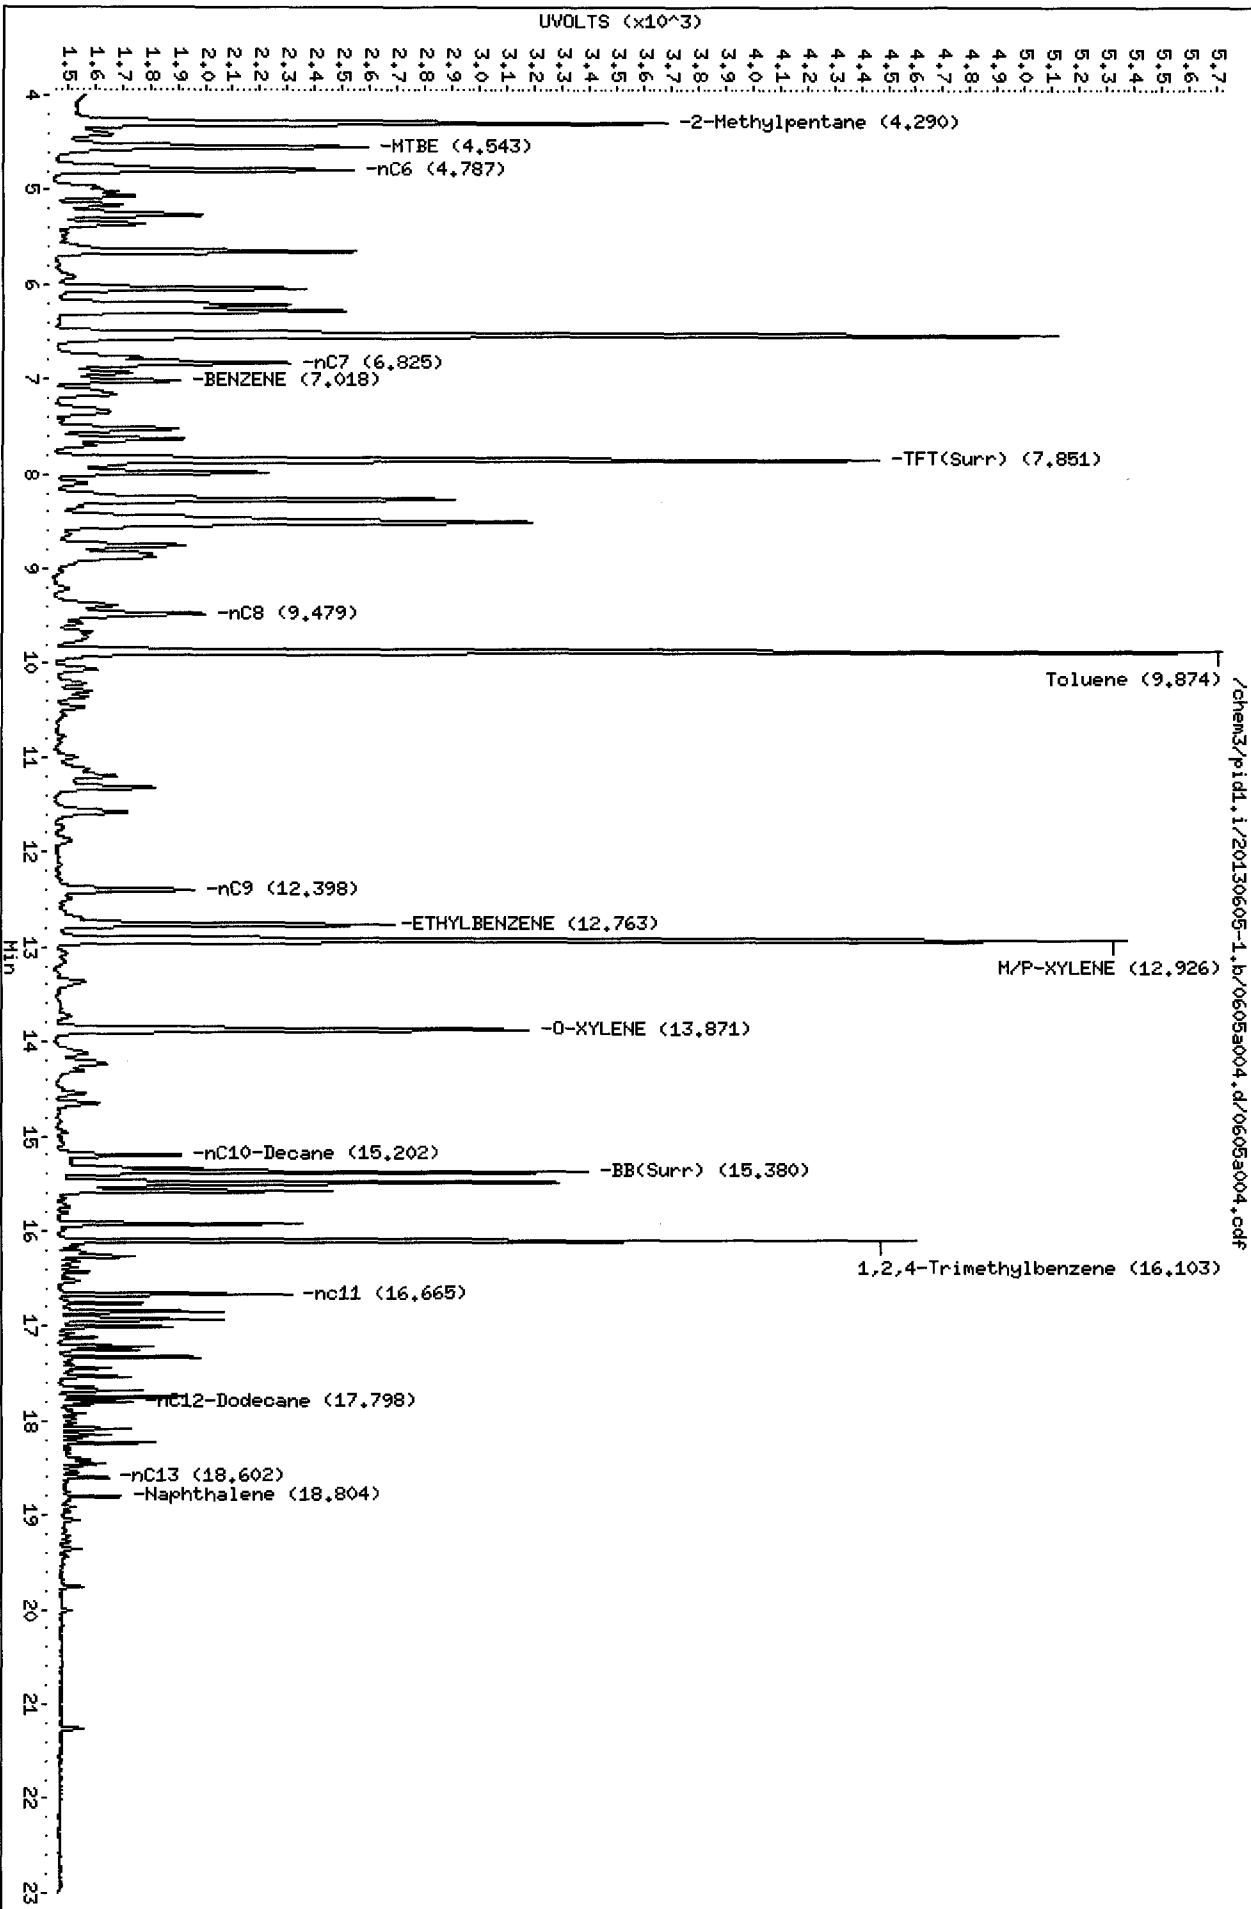 UVOLTS (x10^3)
1.5 1.6 1.7 1.8 1.9 2.0 2.1 2.2 2.3 2.4 2.5 2.6 2.7 2.8 2.9 3.0 3.1 3.2 3.3 3.4 3.5 3.6 3.7 3.8 3.9 4.0 4.1 4.2 4.3 4.4 4.5 4.6 4.7 4.8 4.9 5.0 5.1 5.2 5.3 5.4 5.5 5.6 5.7
4
-2-Methylpentane (4.290)
-MTBE (4.543)
-nC6 (4.787)
5
6
-nC7 (6.825)
7
-BENZENE (7.018)
-TFT(Surr) (7.851)
8
9
-nC8 (9.479)
10
Toluene (9.874)
11
12
-nC9 (12.398)
-ETHYLBENZENE (12.763)
13
Min
M/P-XYLENE (12.926)
-O-XYLENE (13.871)
14
15
-nC10-Decane (15.202)
-BB(Surr) (15.380)
16
1,2,4-Trimethylbenzene (16.103)
-nc11 (16.665)
17
-nC12-Dodecane (17.798)
18
-nC13 (18.602)
-Naphthalene (18.804)
19
20
21
22
23
/chem3/pid1.i/20130605-1.b/0605a004.d/0605a004.cdf